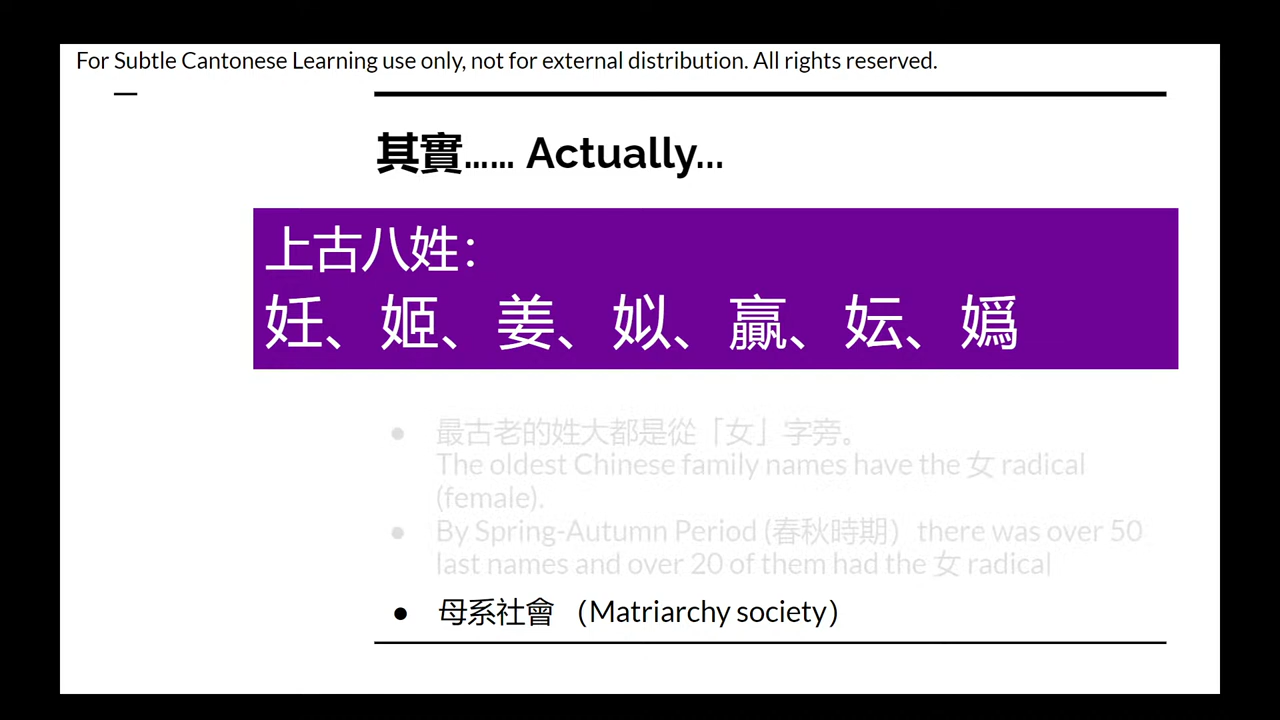 For Subtle Cantonese Learning use only, not for external distribution. All rights reserved.
其實…… Actually...
上古八姓：
妊、姬、姜、姒、嬴、妘、嬀
● 最古老的姓大都是從「女」字旁。
The oldest Chinese family names have the 女 radical
(female).
● By Spring-Autumn Period (春秋時期）there was over 50
last names and over 20 of them had the 女 radical
● 母系社會 （Matriarchy society）